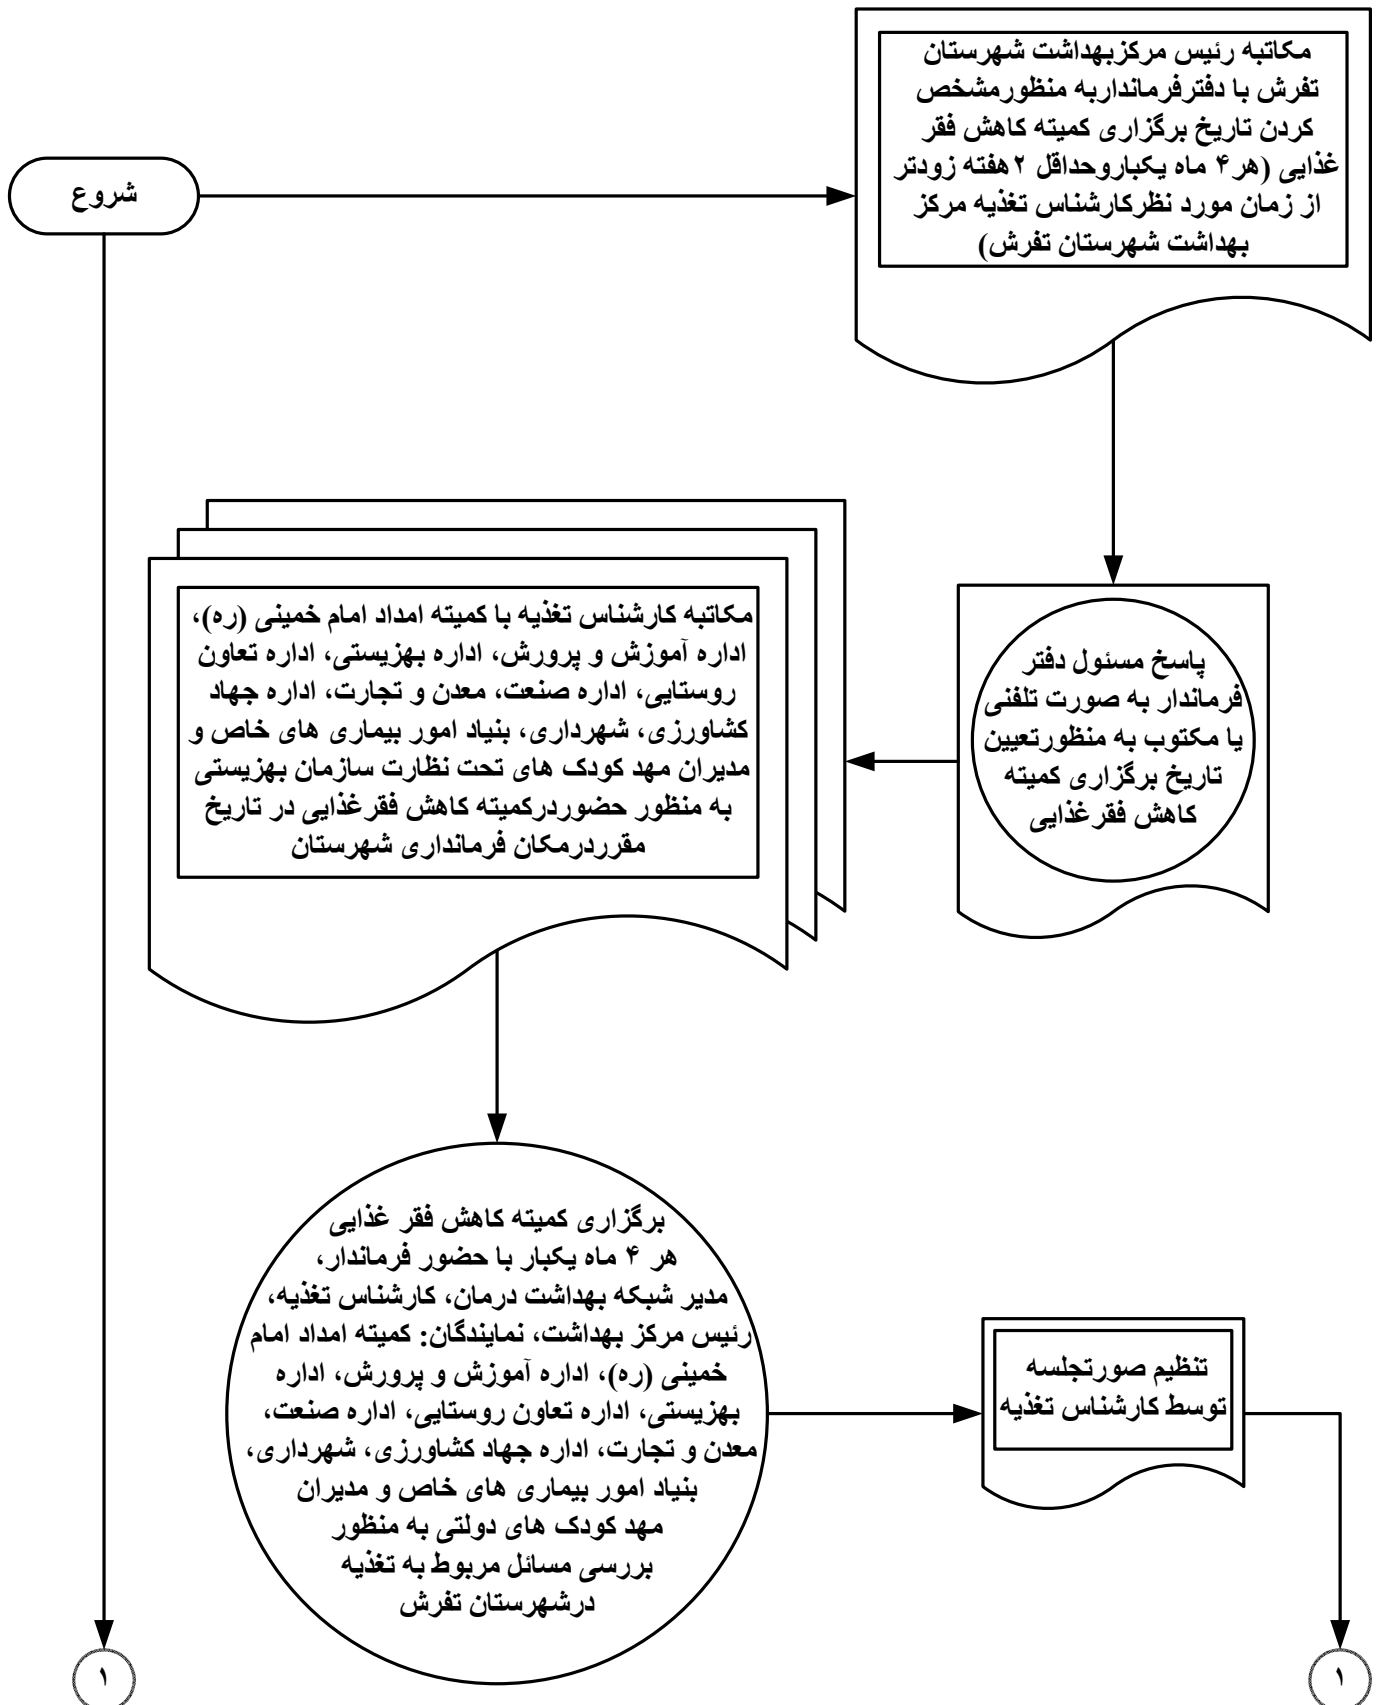 شروع
مکاتبه رئیس مرکزبهداشت شهرستان
تفرش با دفترفرمانداربه منظورمشخص
کردن تاریخ برگزاری کمیته کاهش فقر
غذایی (هر۴ ماه یکباروحداقل ۲هفته زودتر
از زمان مورد نظرکارشناس تغذیه مرکز
بهداشت شهرستان تفرش)
پاسخ مسئول دفتر
فرماندار به صورت تلفنی
یا مکتوب به منظورتعیین
تاریخ برگزاری کمیته
کاهش فقرغذایی
مکاتبه کارشناس تغذیه با کمیته امداد امام خمینی (ره)،
اداره آموزش و پرورش، اداره بهزیستی، اداره تعاون
روستایی، اداره صنعت، معدن و تجارت، اداره جهاد
کشاورزی، شهرداری، بنیاد امور بیماری های خاص و
مدیران مهد کودک های تحت نظارت سازمان بهزیستی
به منظور حضوردرکمیته کاهش فقرغذایی در تاریخ
مقرردرمکان فرمانداری شهرستان
برگزاری کمیته کاهش فقر غذایی
هر ۴ ماه یکبار با حضور فرماندار،
مدیر شبکه بهداشت درمان، کارشناس تغذیه،
رئیس مرکز بهداشت، نمایندگان: کمیته امداد امام
خمینی (ره)، اداره آموزش و پرورش، اداره
بهزیستی، اداره تعاون روستایی، اداره صنعت،
معدن و تجارت، اداره جهاد کشاورزی، شهرداری،
بنیاد امور بیماری های خاص و مدیران
مهد کودک های دولتی به منظور
بررسی مسائل مربوط به تغذیه
درشهرستان تفرش
تنظیم صورتجلسه
توسط کارشناس تغذیه
۱
۱